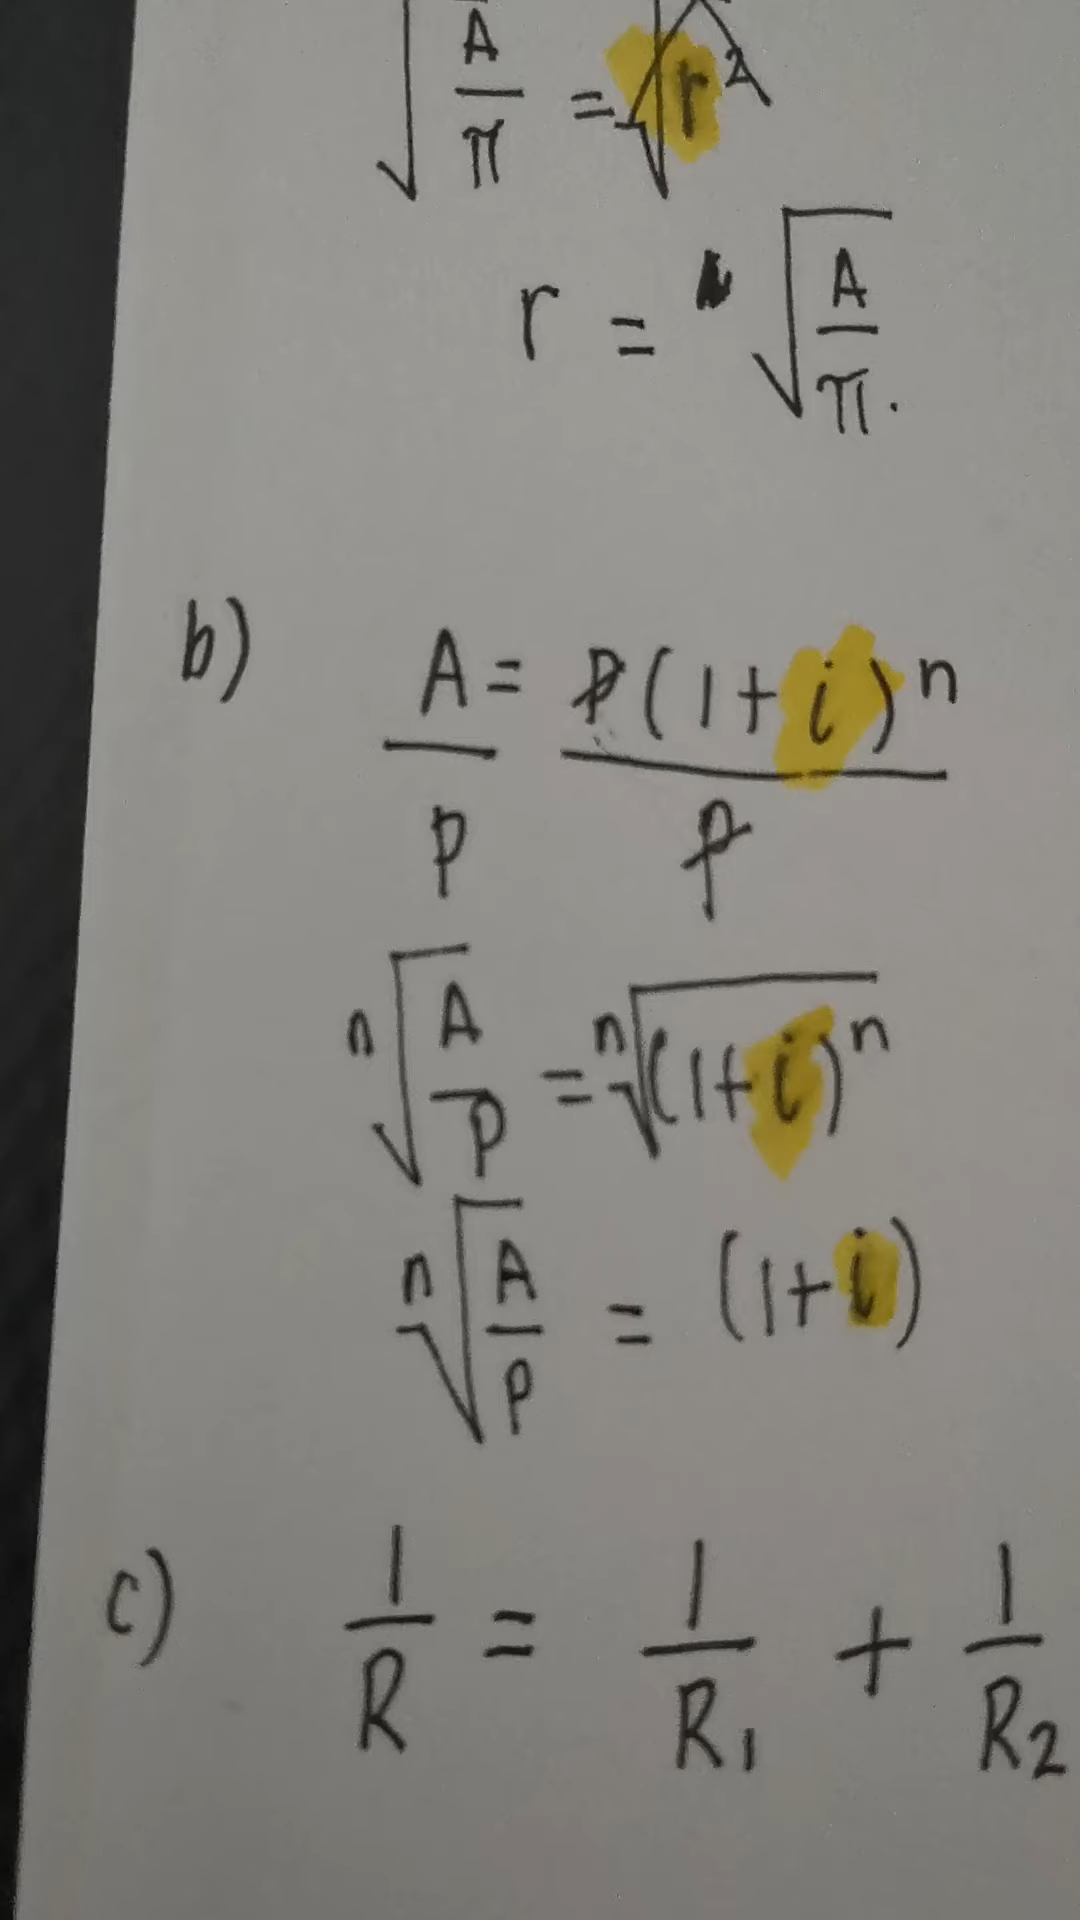 √(A/π) = √(r²)
r = √(A/π).
b) A/P = P(1+i)ⁿ/P
ⁿ√(A/P) = ⁿ√((1+i)ⁿ)
ⁿ√(A/P) = (1+i)
c) 1/R = 1/R₁ + 1/R₂